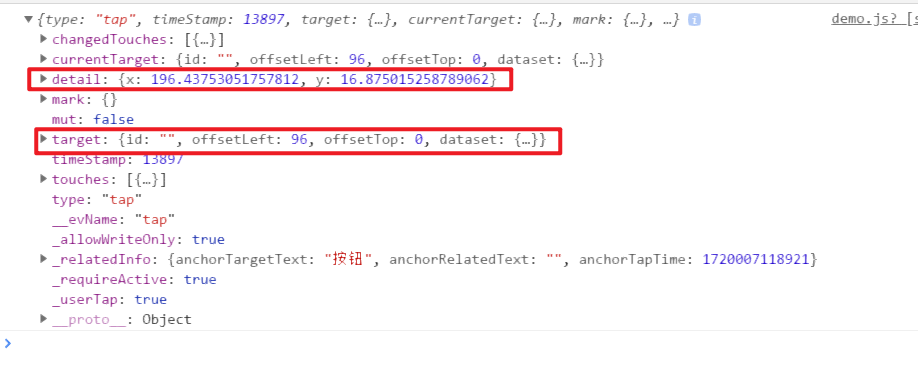 ▼{type: "tap", timeStamp: 13897, target: {…}, currentTarget: {…}, mark: {…}, …} i demo.js? [s
▶changedTouches: [{…}]
▶currentTarget: {id: "", offsetLeft: 96, offsetTop: 0, dataset: {…}}
▶detail: {x: 196.43753051757812, y: 16.875015258789062}
▶mark: {}
mut: false
▶target: {id: "", offsetLeft: 96, offsetTop: 0, dataset: {…}}
timeStamp: 13897
▶touches: [{…}]
type: "tap"
__evName: "tap"
_allowWriteOnly: true
▶_relatedInfo: {anchorTargetText: "按钮", anchorRelatedText: "", anchorTapTime: 1720007118921}
_requireActive: true
_userTap: true
▶__proto__: Object
>